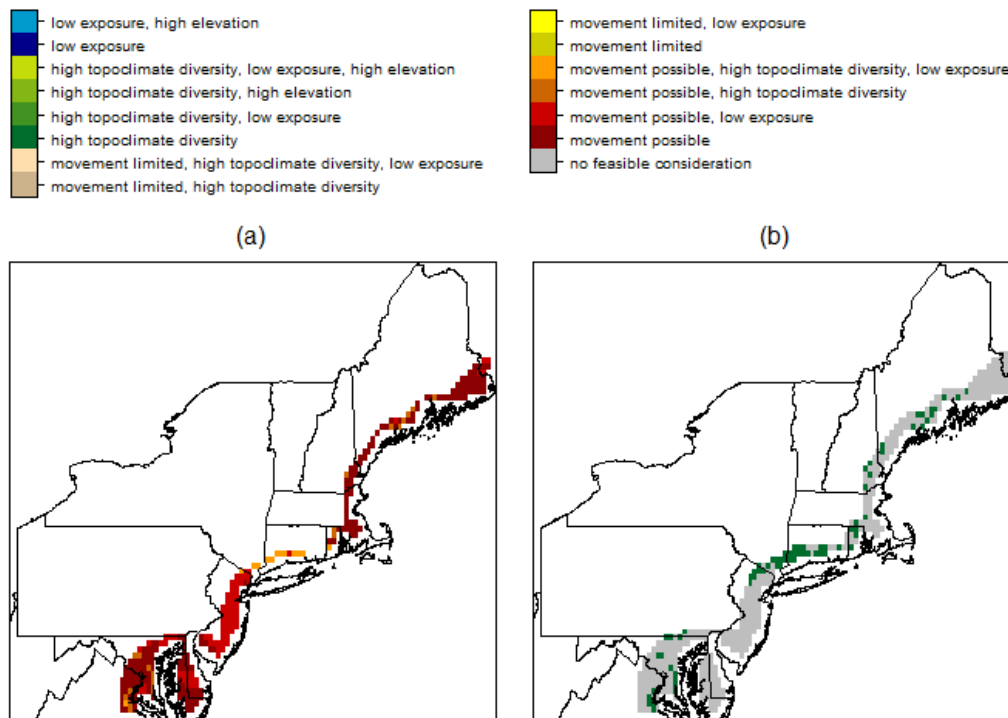 low exposure, high elevation
low exposure
high topoclimate diversity, low exposure, high elevation
high topoclimate diversity, high elevation
high topoclimate diversity, low exposure
high topoclimate diversity
movement limited, high topoclimate diversity, low exposure
movement limited, high topoclimate diversity
movement limited, low exposure
movement limited
movement possible, high topoclimate diversity, low exposure
movement possible, high topoclimate diversity
movement possible, low exposure
movement possible
no feasible consideration
(a)
(b)